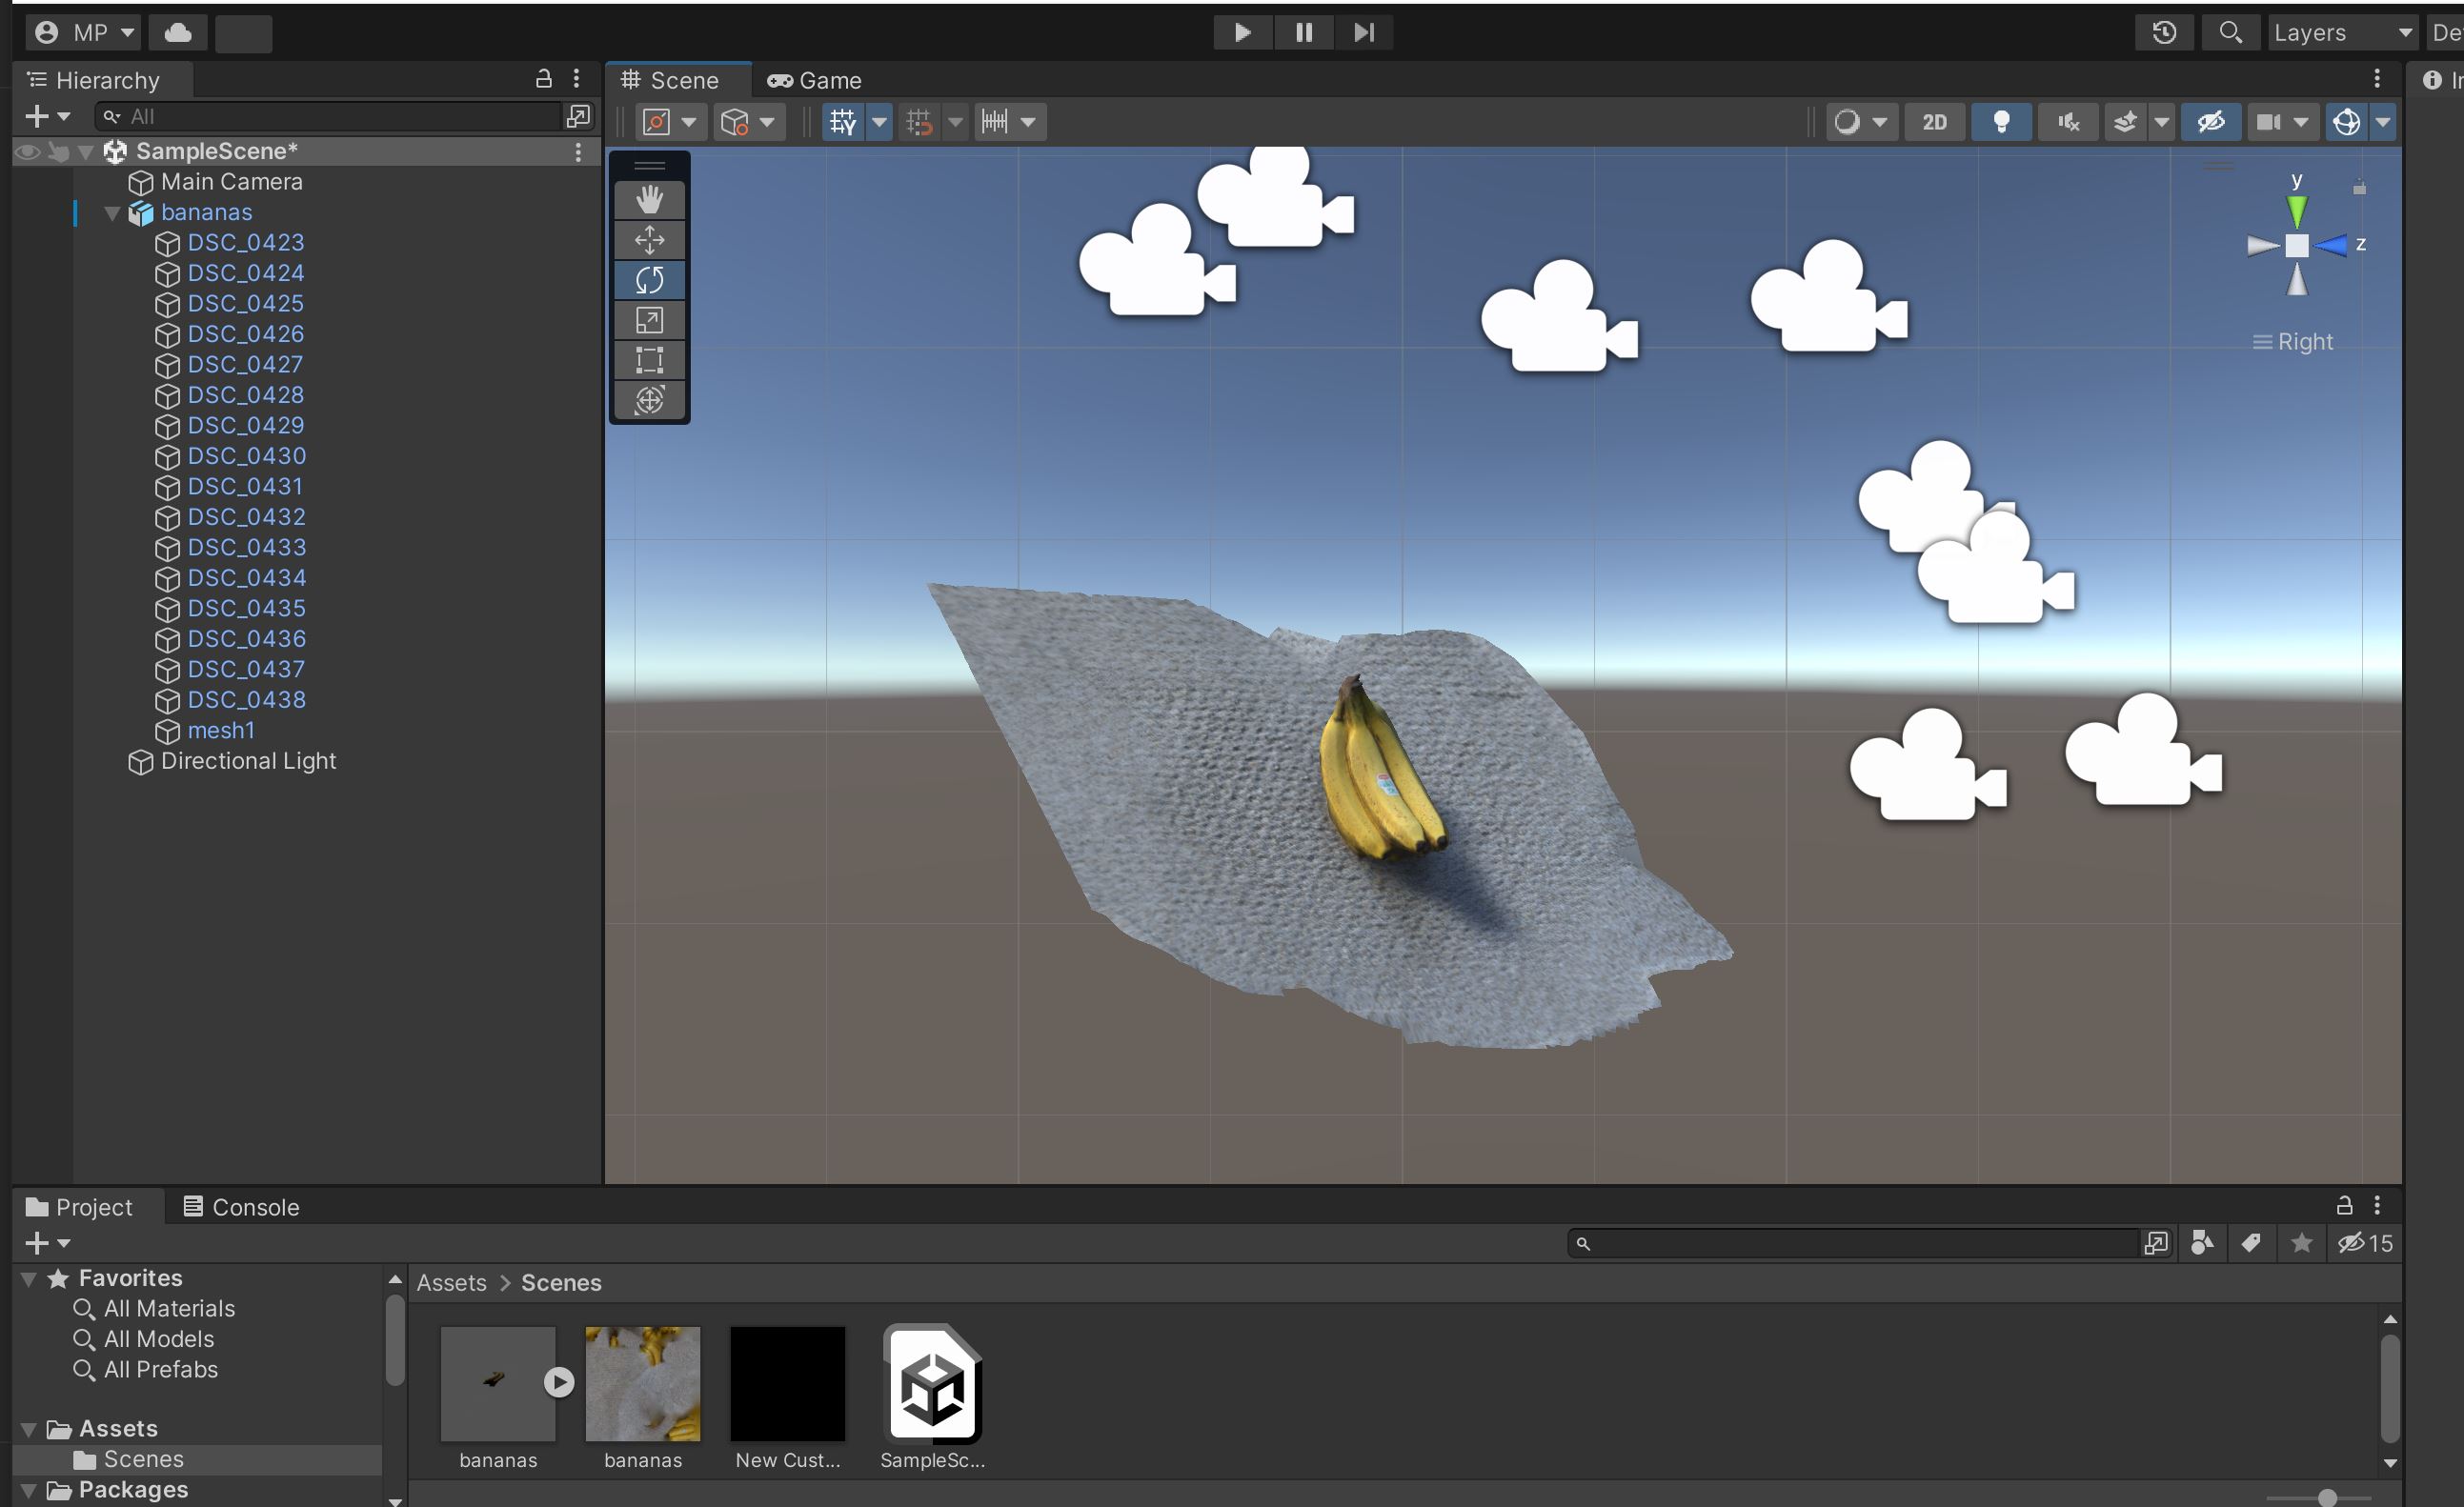 MP
Layers
De
Hierarchy
Scene
Game
In
All
2D
SampleScene*
Main Camera
bananas
DSC_0423
DSC_0424
DSC_0425
DSC_0426
DSC_0427
DSC_0428
DSC_0429
DSC_0430
DSC_0431
DSC_0432
DSC_0433
DSC_0434
DSC_0435
DSC_0436
DSC_0437
DSC_0438
mesh1
Directional Light
y
z
Right
Project
Console
15
Favorites
All Materials
All Models
All Prefabs
Assets
Scenes
Packages
Assets > Scenes
bananas
bananas
New Cust...
SampleSc...